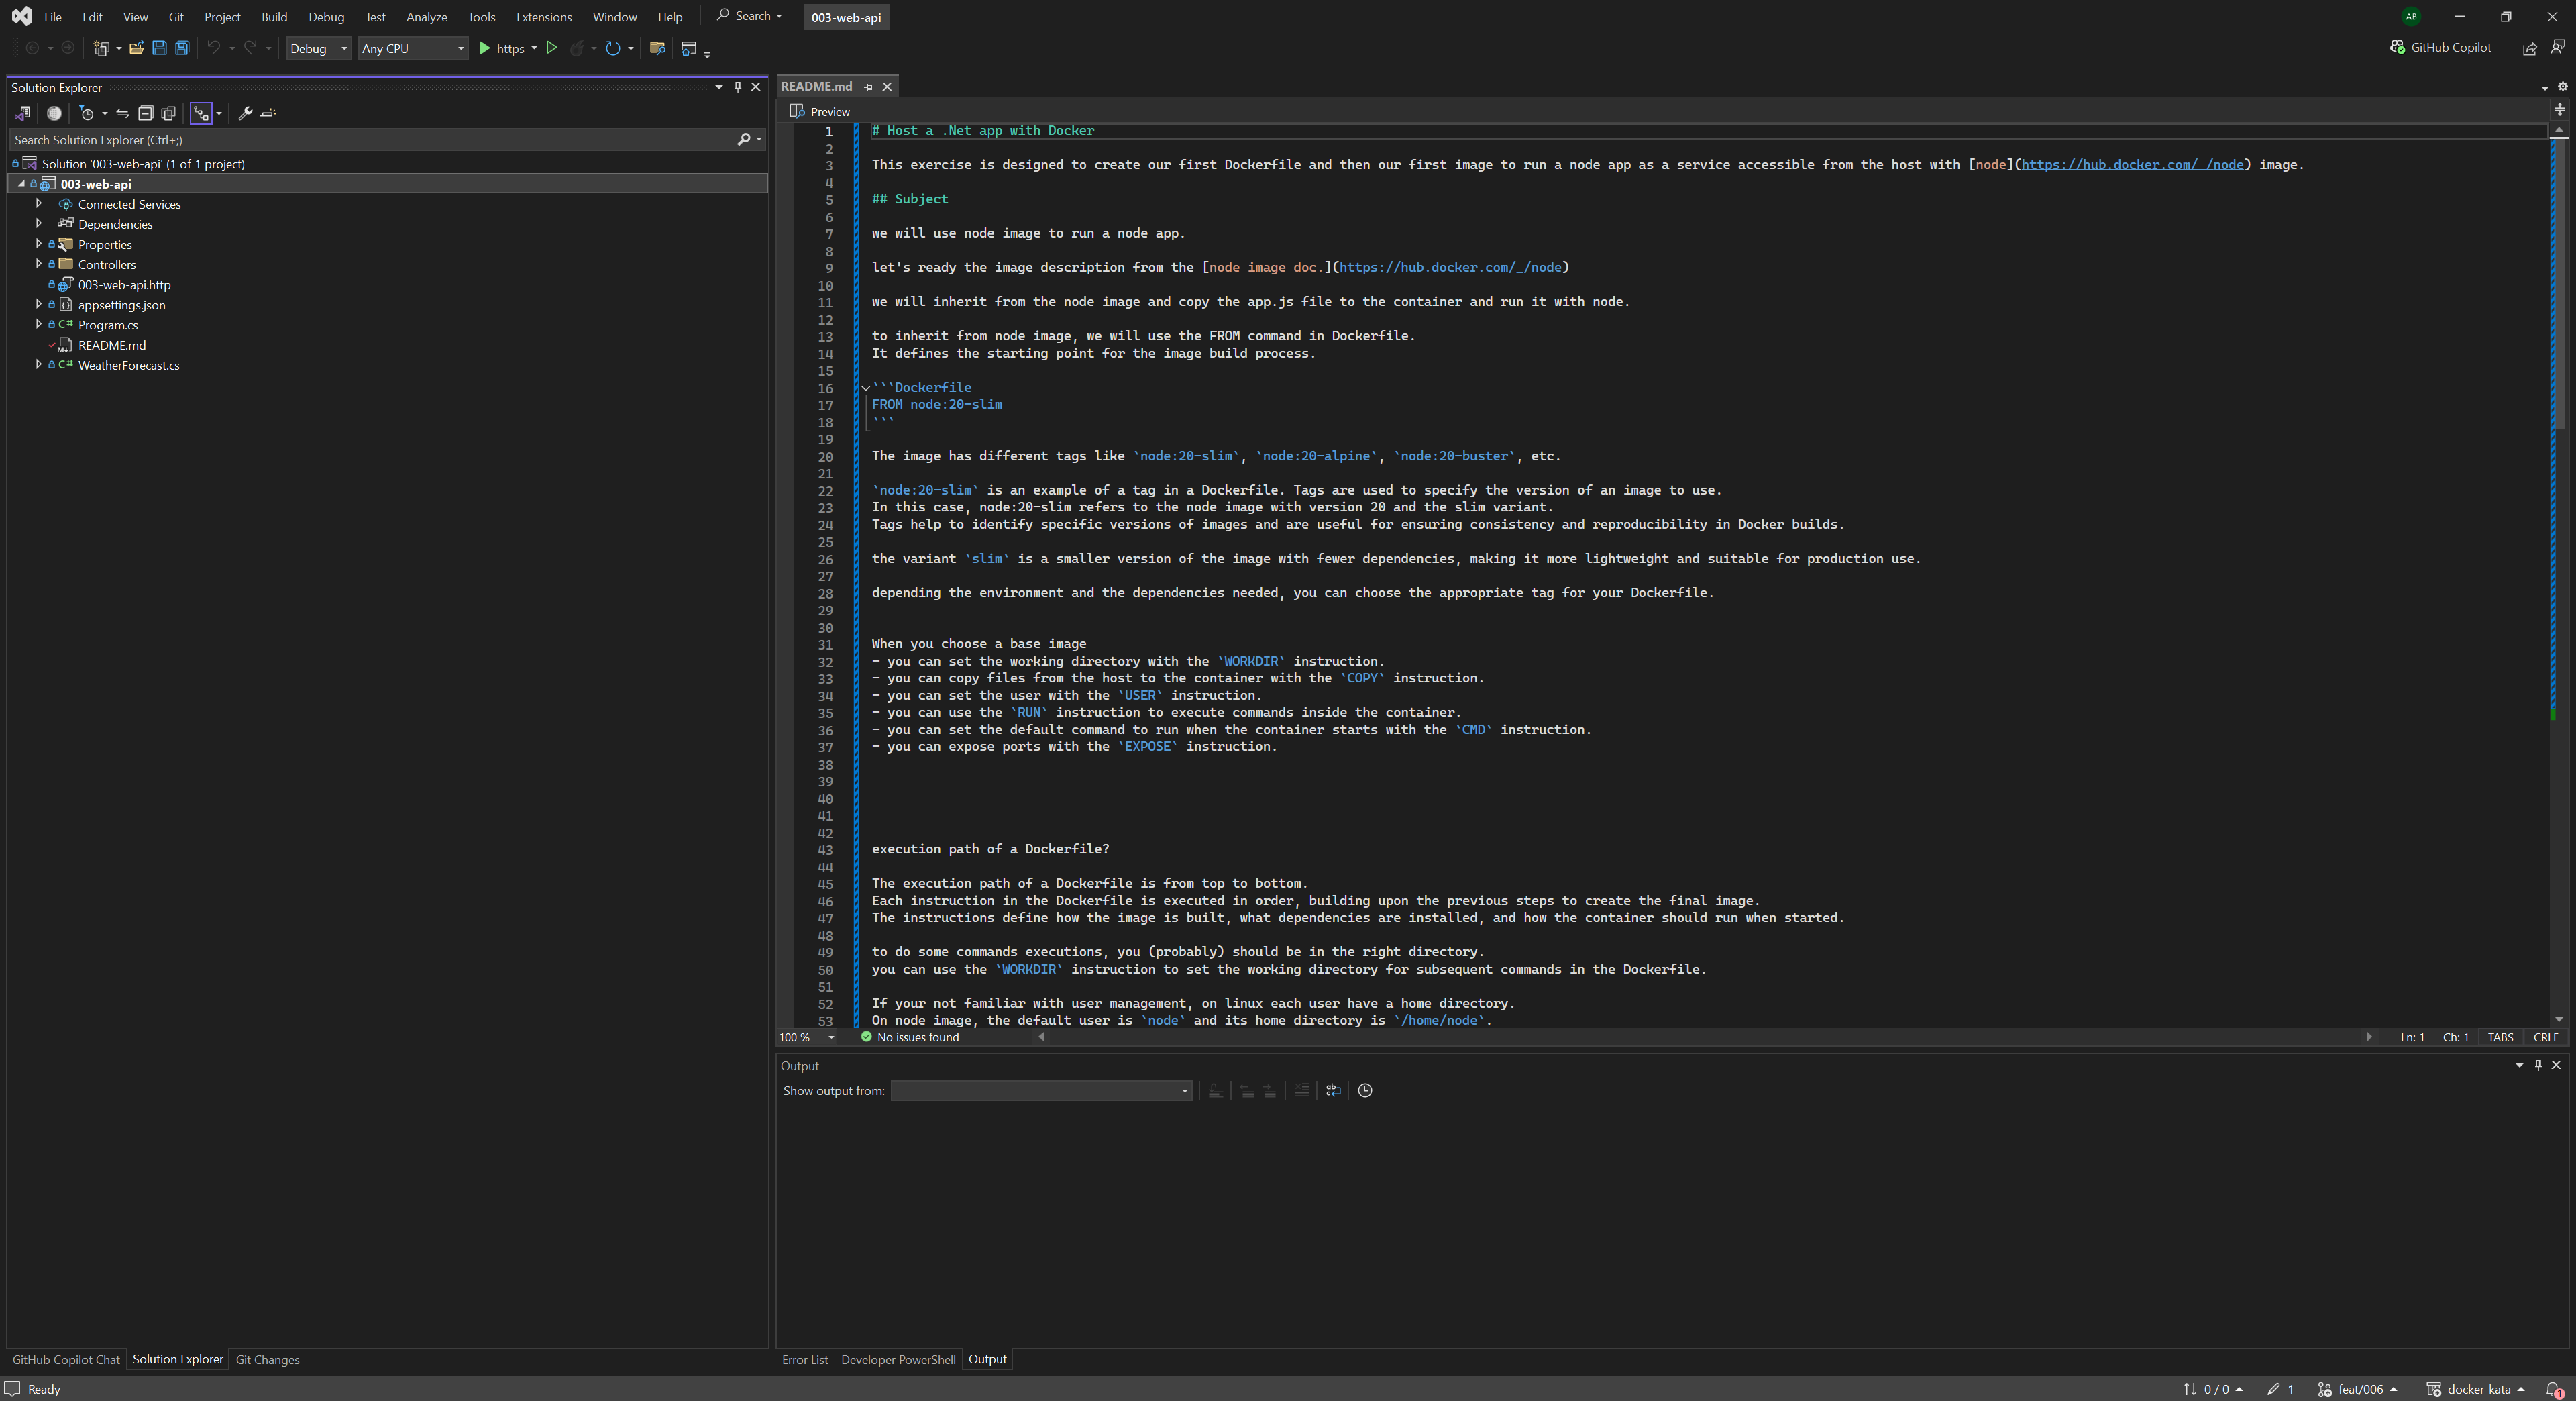 File Edit View Git Project Build Debug Test Analyze Tools Extensions Window Help Search 003-web-api AB
Debug Any CPU https GitHub Copilot
Solution Explorer
Search Solution Explorer (Ctrl+;)
Solution '003-web-api' (1 of 1 project)
003-web-api
Connected Services
Dependencies
Properties
Controllers
003-web-api.http
appsettings.json
C# Program.cs
README.md
C# WeatherForecast.cs
README.md
Preview
1 # Host a .Net app with Docker
2
3 This exercise is designed to create our first Dockerfile and then our first image to run a node app as a service accessible from the host with [node](https://hub.docker.com/_/node) image.
4
5 ## Subject
6
7 we will use node image to run a node app.
8
9 let's ready the image description from the [node image doc.](https://hub.docker.com/_/node)
10
11 we will inherit from the node image and copy the app.js file to the container and run it with node.
12
13 to inherit from node image, we will use the FROM command in Dockerfile.
14 It defines the starting point for the image build process.
15
16 ```Dockerfile
17 FROM node:20-slim
18 ```
19
20 The image has different tags like `node:20-slim`, `node:20-alpine`, `node:20-buster`, etc.
21
22 `node:20-slim` is an example of a tag in a Dockerfile. Tags are used to specify the version of an image to use.
23 In this case, node:20-slim refers to the node image with version 20 and the slim variant.
24 Tags help to identify specific versions of images and are useful for ensuring consistency and reproducibility in Docker builds.
25
26 the variant `slim` is a smaller version of the image with fewer dependencies, making it more lightweight and suitable for production use.
27
28 depending the environment and the dependencies needed, you can choose the appropriate tag for your Dockerfile.
29
30
31 When you choose a base image
32 - you can set the working directory with the `WORKDIR` instruction.
33 - you can copy files from the host to the container with the `COPY` instruction.
34 - you can set the user with the `USER` instruction.
35 - you can use the `RUN` instruction to execute commands inside the container.
36 - you can set the default command to run when the container starts with the `CMD` instruction.
37 - you can expose ports with the `EXPOSE` instruction.
38
39
40
41
42
43 execution path of a Dockerfile?
44
45 The execution path of a Dockerfile is from top to bottom.
46 Each instruction in the Dockerfile is executed in order, building upon the previous steps to create the final image.
47 The instructions define how the image is built, what dependencies are installed, and how the container should run when started.
48
49 to do some commands executions, you (probably) should be in the right directory.
50 you can use the `WORKDIR` instruction to set the working directory for subsequent commands in the Dockerfile.
51
52 If your not familiar with user management, on linux each user have a home directory.
53 On node image, the default user is `node` and its home directory is `/home/node`.
100 % No issues found Ln: 1 Ch: 1 TABS CRLF
Output
Show output from:
GitHub Copilot Chat Solution Explorer Git Changes
Error List Developer PowerShell Output
Ready 0 / 0 1 feat/006 docker-kata 1